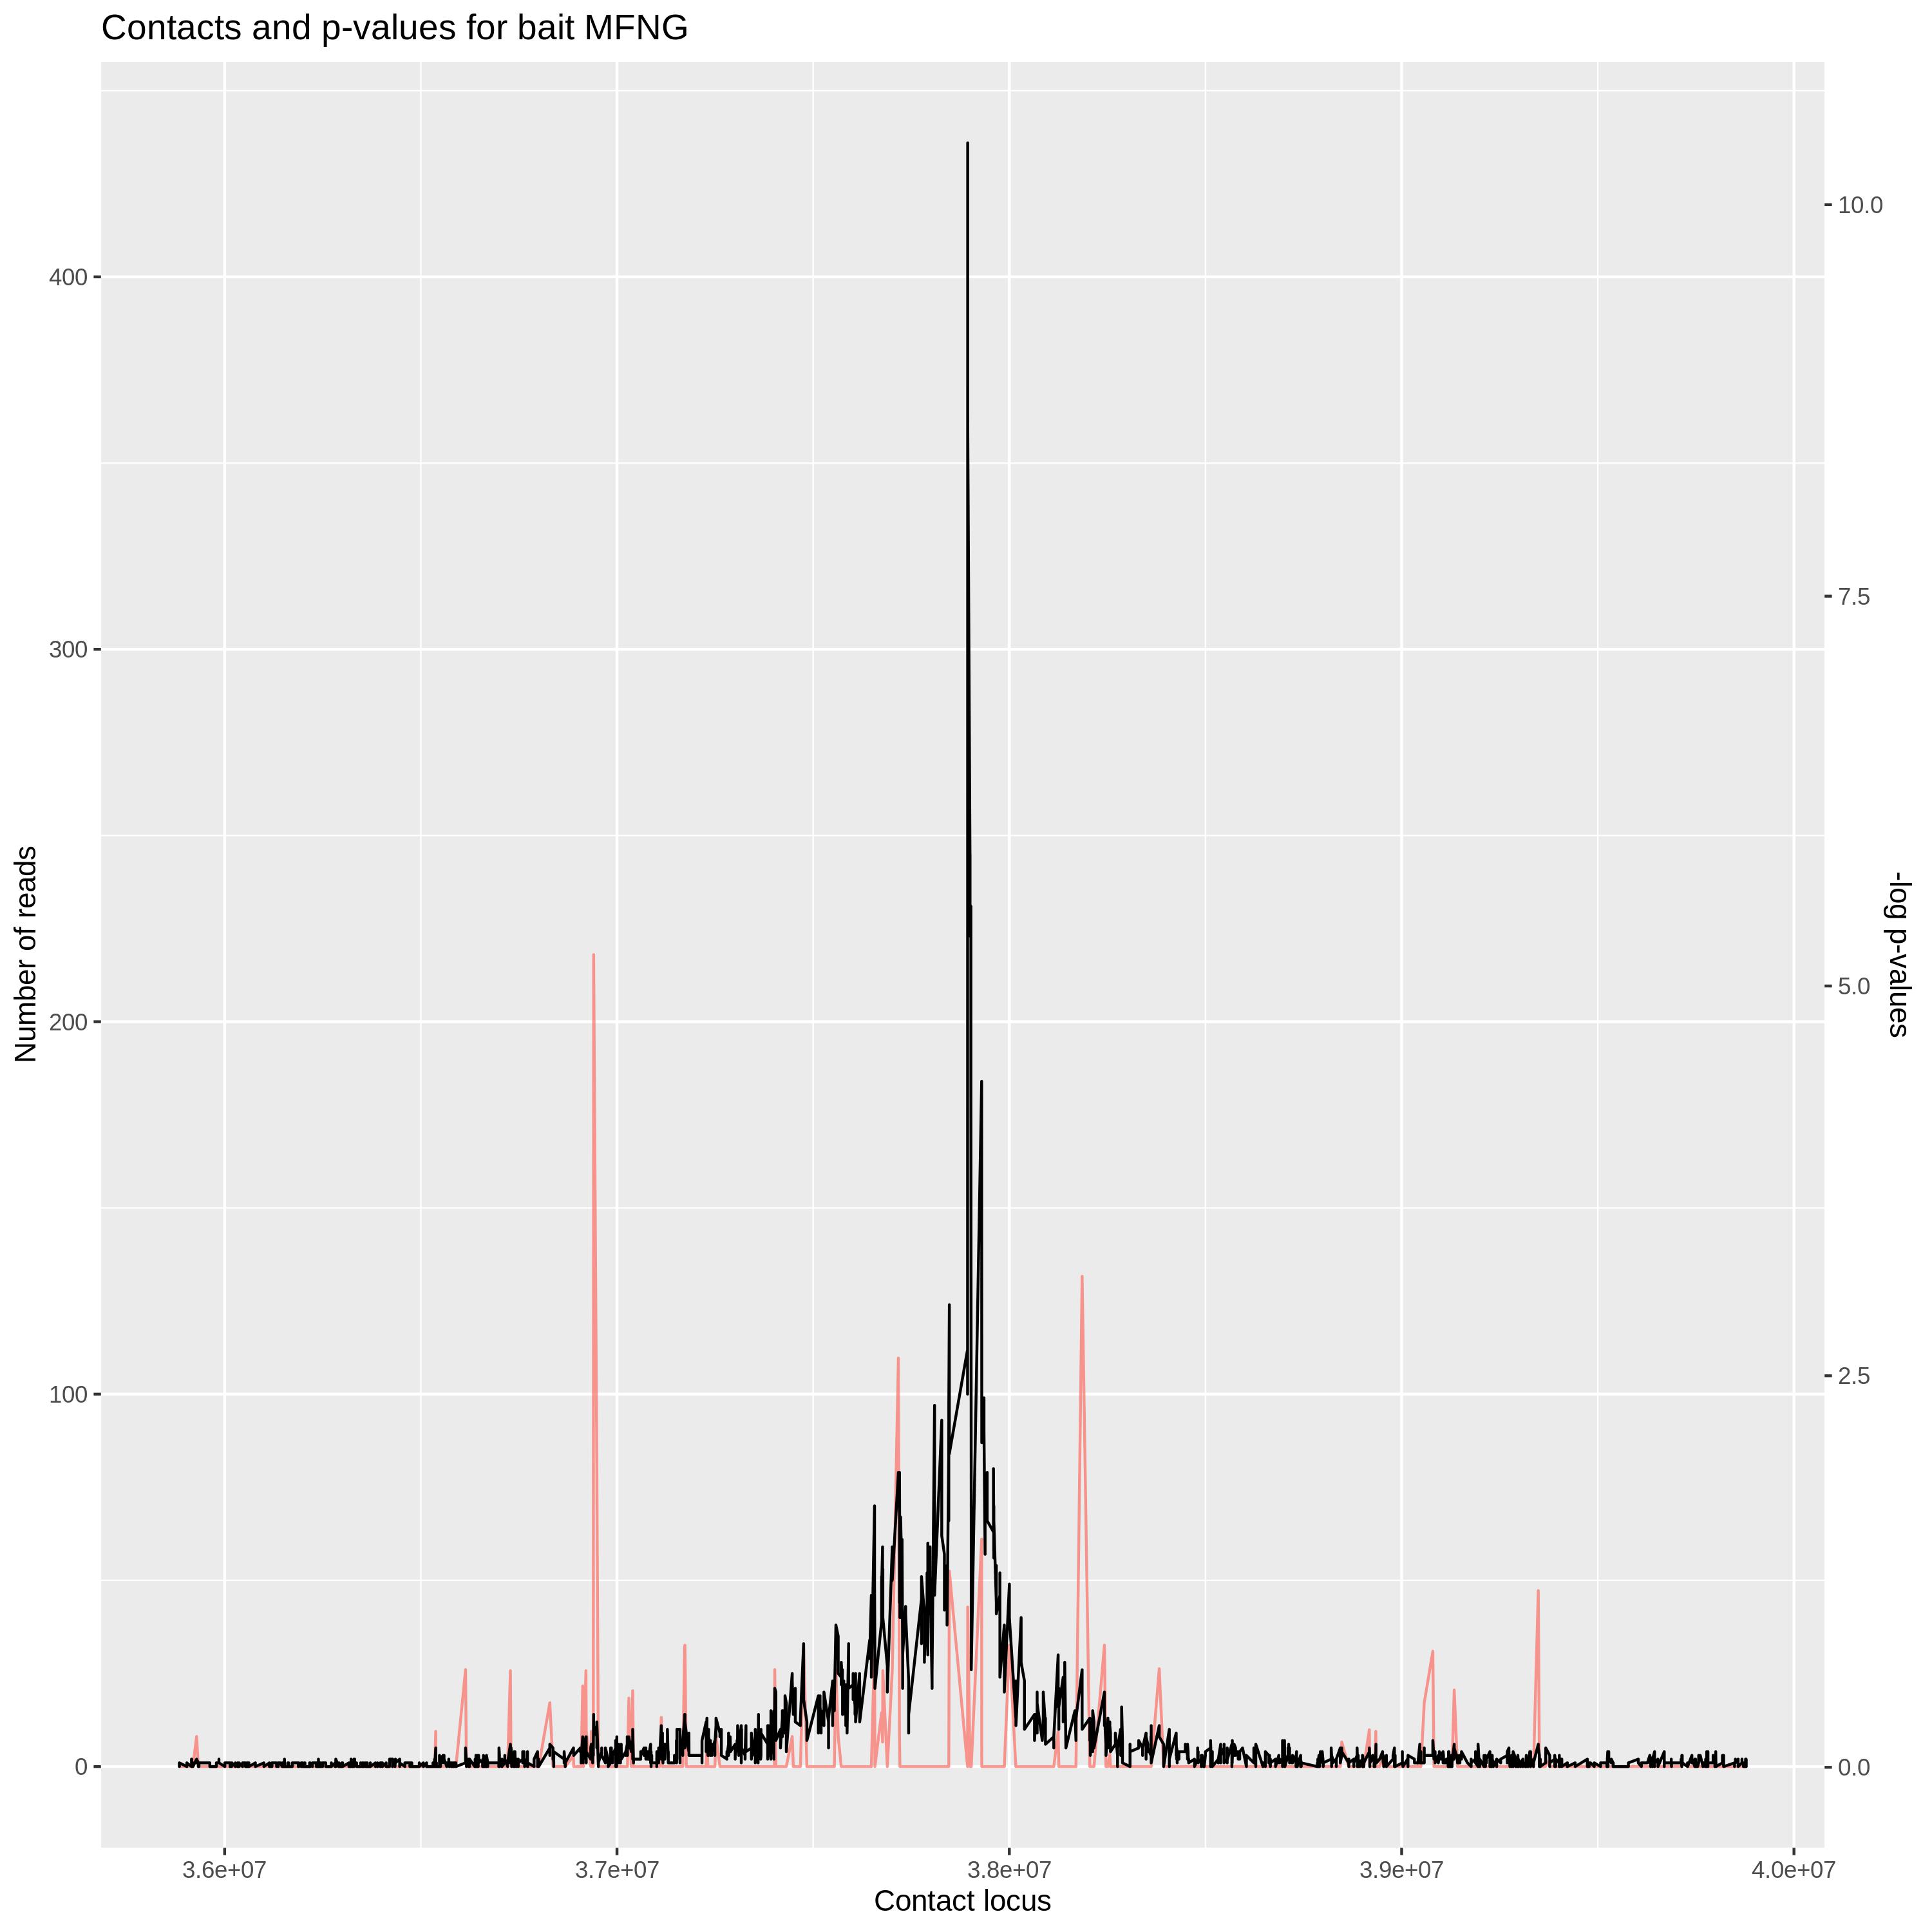 Contacts and p-values for bait MFNG
Number of reads
400
300
200
100
0
10.0
7.5
5.0
2.5
0.0
-log p-values
3.6e+07
3.7e+07
3.8e+07
3.9e+07
4.0e+07
Contact locus